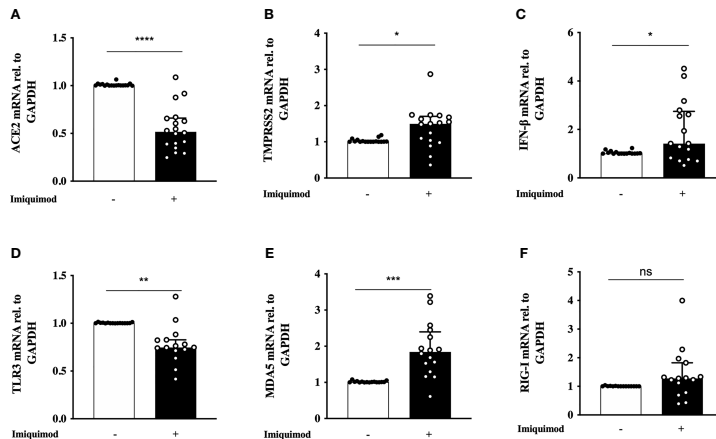 A
ACE2 mRNA rel. to
GAPDH
1.5
1.0
0.5
0.0
****
Imiquimod
-
+
B
TMPRSS2 mRNA rel. to
GAPDH
4
3
2
1
0
*
Imiquimod
-
+
C
IFN-β mRNA rel. to
GAPDH
6
4
2
0
*
Imiquimod
-
+
D
TLR3 mRNA rel. to
GAPDH
1.5
1.0
0.5
0.0
**
Imiquimod
-
+
E
MDA5 mRNA rel. to
GAPDH
4
3
2
1
0
***
Imiquimod
-
+
F
RIG-I mRNA rel. to
GAPDH
5
4
3
2
1
0
ns
Imiquimod
-
+